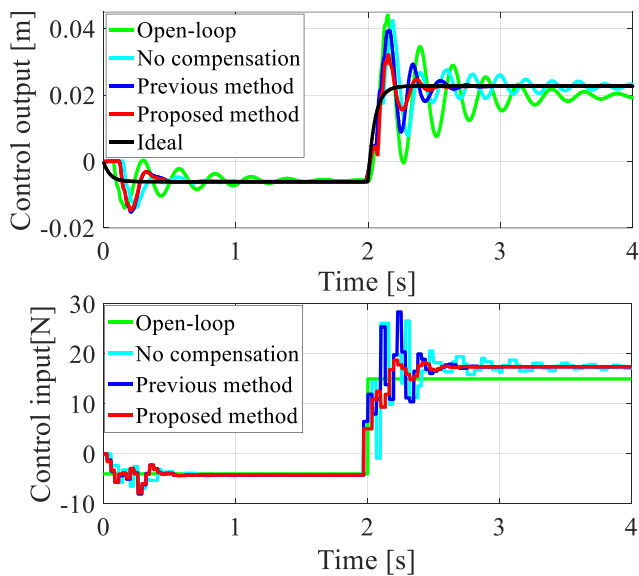 Control output [m]
0.04
0.02
0
-0.02
Open-loop
No compensation
Previous method
Proposed method
Ideal
0
1
2
3
4
Time [s]
Control input[N]
30
20
10
0
-10
Open-loop
No compensation
Previous method
Proposed method
0
1
2
3
4
Time [s]